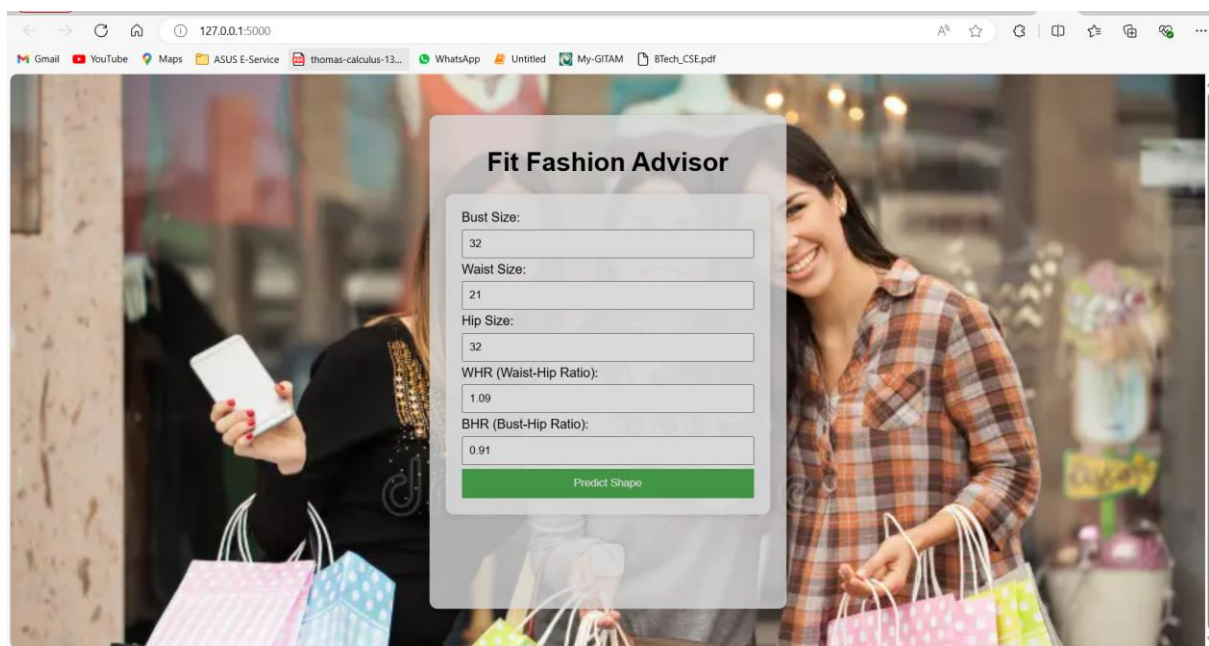 127.0.0.1:5000
Gmail YouTube Maps ASUS E-Service thomas-calculus-13... WhatsApp Untitled My-GITAM BTech_CSE.pdf
Fit Fashion Advisor
Bust Size:
32
Waist Size:
21
Hip Size:
32
WHR (Waist-Hip Ratio):
1.09
BHR (Bust-Hip Ratio):
0.91
Predict Shape